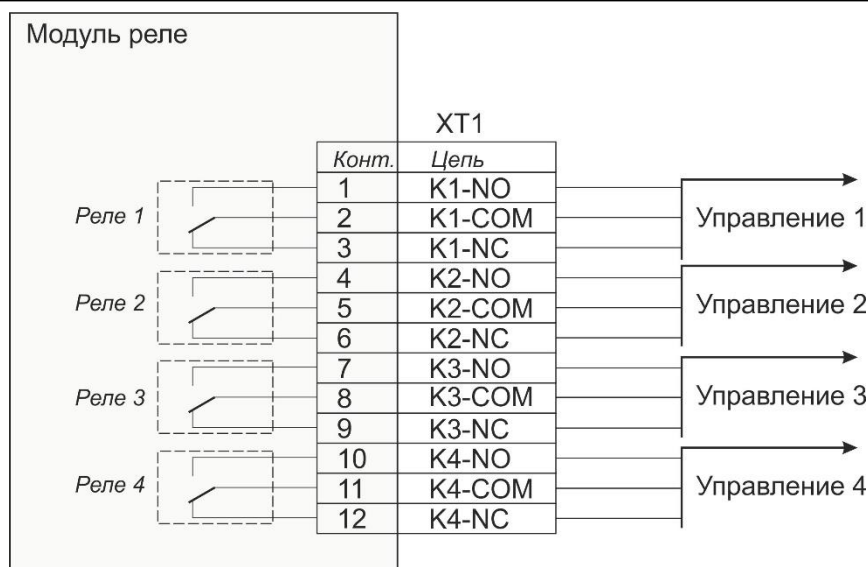 Модуль реле
XT1
Конт. Цепь
1 K1-NO
Реле 1 2 K1-COM Управление 1
3 K1-NC
4 K2-NO
Реле 2 5 K2-COM Управление 2
6 K2-NC
7 K3-NO
Реле 3 8 K3-COM Управление 3
9 K3-NC
10 K4-NO
Реле 4 11 K4-COM Управление 4
12 K4-NC